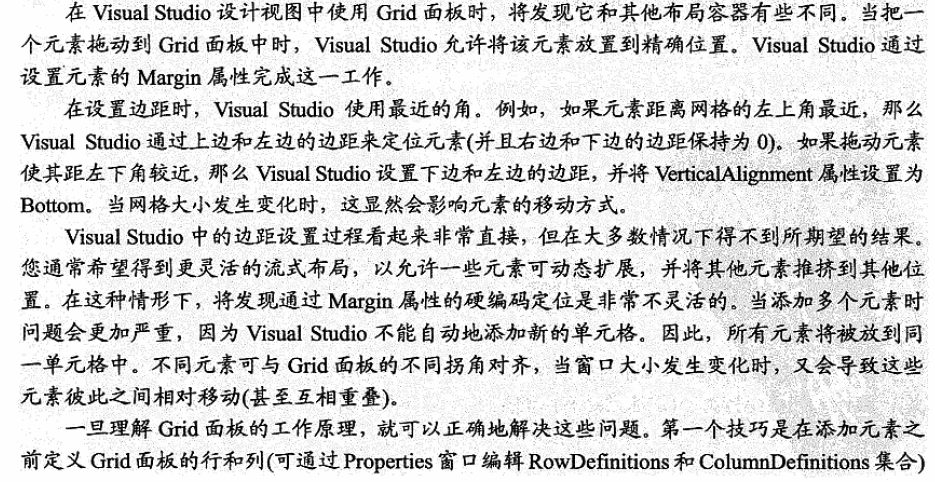 在 Visual Studio 设计视图中使用 Grid 面板时，将发现它和其他布局容器有些不同。当把一
个元素拖动到 Grid 面板中时，Visual Studio 允许将该元素放置到精确位置。Visual Studio 通过
设置元素的 Margin 属性完成这一工作。
在设置边距时，Visual Studio 使用最近的角。例如，如果元素距离网格的左上角最近，那么
Visual Studio 通过上边和左边的边距来定位元素(并且右边和下边的边距保持为 0)。如果拖动元素
使其距左下角较近，那么 Visual Studio 设置下边和左边的边距，并将 VerticalAlignment 属性设置为
Bottom。当网格大小发生变化时，这显然会影响元素的移动方式。
Visual Studio 中的边距设置过程看起来非常直接，但在大多数情况下得不到所期望的结果。
您通常希望得到更灵活的流式布局，以允许一些元素可动态扩展，并将其他元素推挤到其他位
置。在这种情形下，将发现通过 Margin 属性的硬编码定位是非常不灵活的。当添加多个元素时
问题会更加严重，因为 Visual Studio 不能自动地添加新的单元格。因此，所有元素将被放到同
一单元格中。不同元素可与 Grid 面板的不同拐角对齐，当窗口大小发生变化时，又会导致这些
元素彼此之间相对移动(甚至互相重叠)。
一旦理解 Grid 面板的工作原理，就可以正确地解决这些问题。第一个技巧是在添加元素之
前定义 Grid 面板的行和列(可通过 Properties 窗口编辑 RowDefinitions 和 ColumnDefinitions 集合)